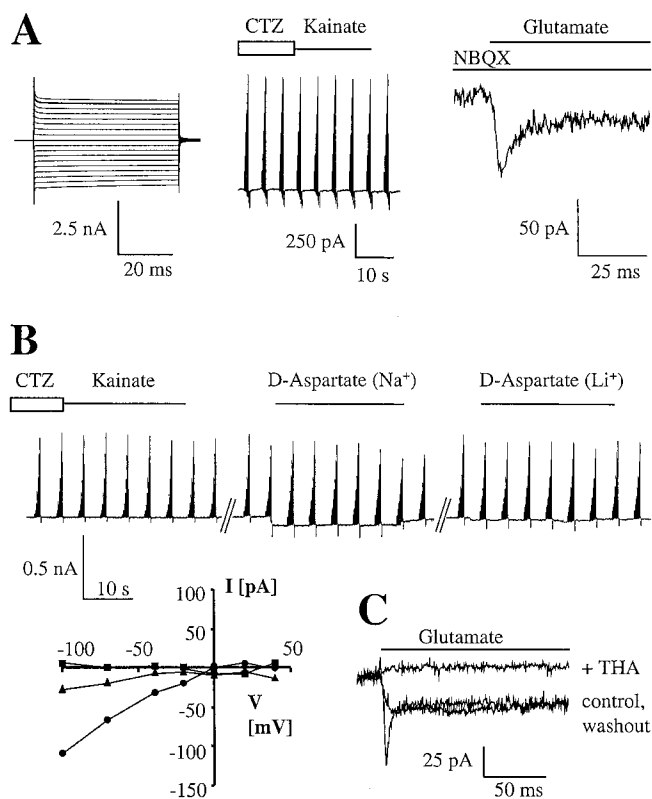 A
CTZ
Kainate
Glutamate
NBQX
2.5 nA
20 ms
250 pA
10 s
50 pA
25 ms
B
CTZ
Kainate
D-Aspartate (Na⁺)
D-Aspartate (Li⁺)
0.5 nA
10 s
100
I [pA]
50
-100
-50
50
-50
V
[mV]
-100
-150
C
Glutamate
+ THA
control,
washout
25 pA
50 ms